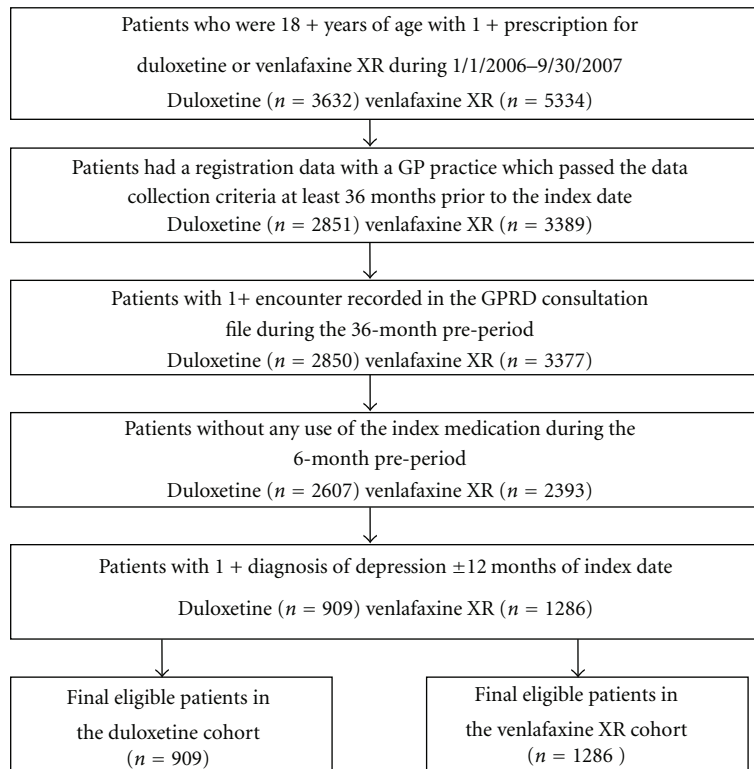 Patients who were 18 + years of age with 1 + prescription for
duloxetine or venlafaxine XR during 1/1/2006–9/30/2007
Duloxetine (n = 3632) venlafaxine XR (n = 5334)
Patients had a registration data with a GP practice which passed the data
collection criteria at least 36 months prior to the index date
Duloxetine (n = 2851) venlafaxine XR (n = 3389)
Patients with 1+ encounter recorded in the GPRD consultation
file during the 36-month pre-period
Duloxetine (n = 2850) venlafaxine XR (n = 3377)
Patients without any use of the index medication during the
6-month pre-period
Duloxetine (n = 2607) venlafaxine XR (n = 2393)
Patients with 1 + diagnosis of depression ±12 months of index date
Duloxetine (n = 909) venlafaxine XR (n = 1286)
Final eligible patients in
the duloxetine cohort
(n = 909)
Final eligible patients in
the venlafaxine XR cohort
(n = 1286 )